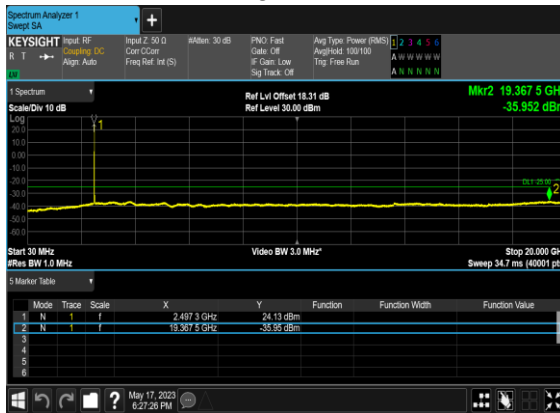 Spectrum Analyzer 1
Swept SA
KEYSIGHT Input: RF Input Z: 50 Ω #Atten: 30 dB PNO: Fast Avg Type: Power (RMS) 1 2 3 4 5 6
R T Coupling: DC Corr CCorr Gate: Off Avg|Hold: 100/100 A W W W W W
Align: Auto Freq Ref: Int (S) IF Gain: Low Trig: Free Run
LXI Sig Track: Off A N N N N N
1 Spectrum Ref Lvl Offset 18.31 dB Mkr2 19.367 5 GH
Scale/Div 10 dB Ref Level 30.00 dBm -35.952 dBr
Log
20.0 1
10.0
0.00
-10.0
-20.0
DL1 -25.00
-30.0 2
-40.0
-50.0
-60.0
Start 30 MHz Video BW 3.0 MHz* Stop 20.000 GH
#Res BW 1.0 MHz Sweep 34.7 ms (40001 pts
5 Marker Table
Mode Trace Scale X Y Function Function Width Function Value
1 N 1 f 2.497 3 GHz 24.13 dBm
2 N 1 f 19.367 5 GHz -35.95 dBm
3
4
5
6
? May 17, 2023
6:27:26 PM